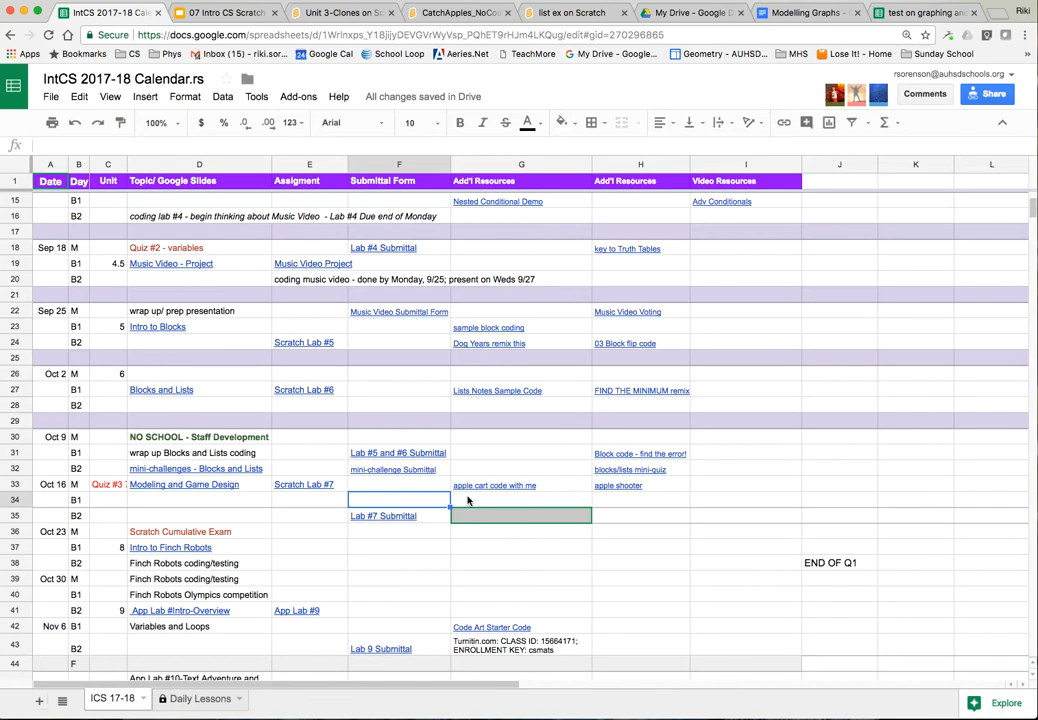 IntCS 2017-18 Cale
07 Intro CS Scratch
Unit 3-Clones on Sc
CatchApples_NoCo
list ex on Scratch
My Drive - Google D
Modelling Graphs -
test on graphing and
Riki
Secure https://docs.google.com/spreadsheets/d/1Wrlnxps_Y18jijyDEVGVrWyVsp_PQhET9rHJm4LKQug/edit#gid=270296865
Apps Bookmarks CS Phys Inbox (15) - riki.sor... Google Cal School Loop Aeries.Net TeachMore My Drive - Googl... Geometry - AUHSD... MHS Lose It! - Home Sunday School
IntCS 2017-18 Calendar.rs
rsorenson@auhsdschools.org
File Edit View Insert Format Data Tools Add-ons Help All changes saved in Drive
Comments Share
100% $ % .0 .00 123 Arial 10 B I S A
fx
A B C D E F G H I J K L
1 Date Day Unit Topic/ Google Slides Assigment Submittal Form Add'l Resources Add'l Resources Video Resources
15 B1 Nested Conditional Demo Adv Conditionals
16 B2 coding lab #4 - begin thinking about Music Video - Lab #4 Due end of Monday
17
18 Sep 18 M Quiz #2 - variables Lab #4 Submittal key to Truth Tables
19 B1 4.5 Music Video - Project Music Video Project
20 B2 coding music video - done by Monday, 9/25; present on Weds 9/27
21
22 Sep 25 M wrap up/ prep presentation Music Video Submittal Form Music Video Voting
23 B1 5 Intro to Blocks sample block coding
24 B2 Scratch Lab #5 Dog Years remix this 03 Block flip code
25
26 Oct 2 M 6
27 B1 Blocks and Lists Scratch Lab #6 Lists Notes Sample Code FIND THE MINIMUM remix
28 B2
29
30 Oct 9 M NO SCHOOL - Staff Development
31 B1 wrap up Blocks and Lists coding Lab #5 and #6 Submittal Block code - find the error!
32 B2 mini-challenges - Blocks and Lists mini-challenge Submittal blocks/lists mini-quiz
33 Oct 16 M Quiz #3 7 Modeling and Game Design Scratch Lab #7 apple cart code with me apple shooter
34 B1
35 B2 Lab #7 Submittal
36 Oct 23 M Scratch Cumulative Exam
37 B1 8 Intro to Finch Robots
38 B2 Finch Robots coding/testing END OF Q1
39 Oct 30 M Finch Robots coding/testing
40 B1 Finch Robots Olympics competition
41 B2 9 App Lab #Intro-Overview App Lab #9
42 Nov 6 B1 Variables and Loops Code Art Starter Code
43 B2 Lab 9 Submittal Turnitin.com: CLASS ID: 15664171;
ENROLLMENT KEY: csmats
44 F
App Lab #10-Text Adventure and
ICS 17-18 Daily Lessons Explore